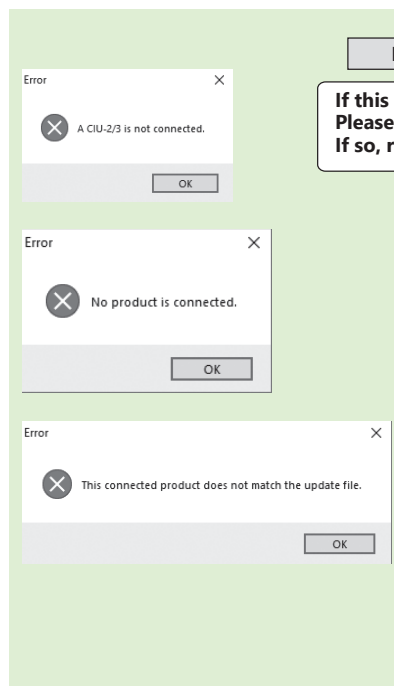 Error
A CIU-2/3 is not connected.
OK
If this
Please
If so,
Error
No product is connected.
OK
Error
This connected product does not match the update file.
OK